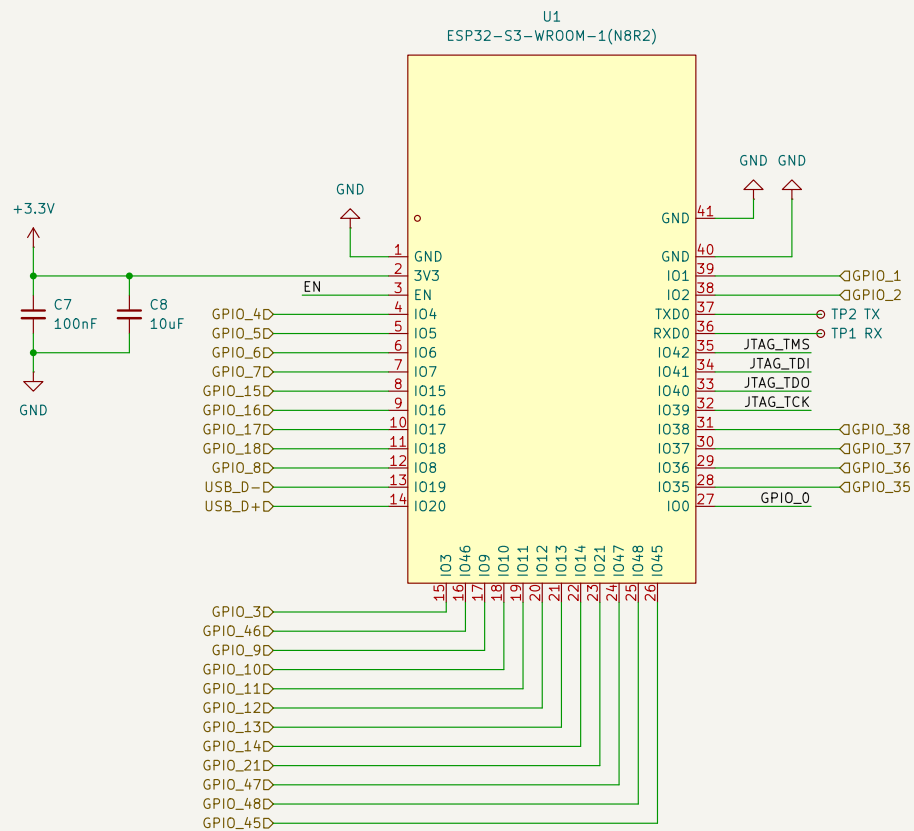 U1
ESP32-S3-WROOM-1(N8R2)
GND GND
GND
+3.3V
41 GND
1 GND
40 GND
2 3V3
39 IO1 GPIO_1
EN 3 EN
38 IO2 GPIO_2
C7
100nF
C8
10uF
GND
GPIO_4 4 IO4
37 TXD0 TP2 TX
GPIO_5 5 IO5
36 RXD0 TP1 RX
GPIO_6 6 IO6
35 IO42 JTAG_TMS
GPIO_7 7 IO7
34 IO41 JTAG_TDI
GPIO_15 8 IO15
33 IO40 JTAG_TDO
GPIO_16 9 IO16
32 IO39 JTAG_TCK
GPIO_17 10 IO17
31 IO38 GPIO_38
GPIO_18 11 IO18
30 IO37 GPIO_37
GPIO_8 12 IO8
29 IO36 GPIO_36
USB_D- 13 IO19
28 IO35 GPIO_35
USB_D+ 14 IO20
27 IO0 GPIO_0
IO3 IO46 IO9 IO10 IO11 IO12 IO13 IO14 IO21 IO47 IO48 IO45
15 16 17 18 19 20 21 22 23 24 25 26
GPIO_3
GPIO_46
GPIO_9
GPIO_10
GPIO_11
GPIO_12
GPIO_13
GPIO_14
GPIO_21
GPIO_47
GPIO_48
GPIO_45